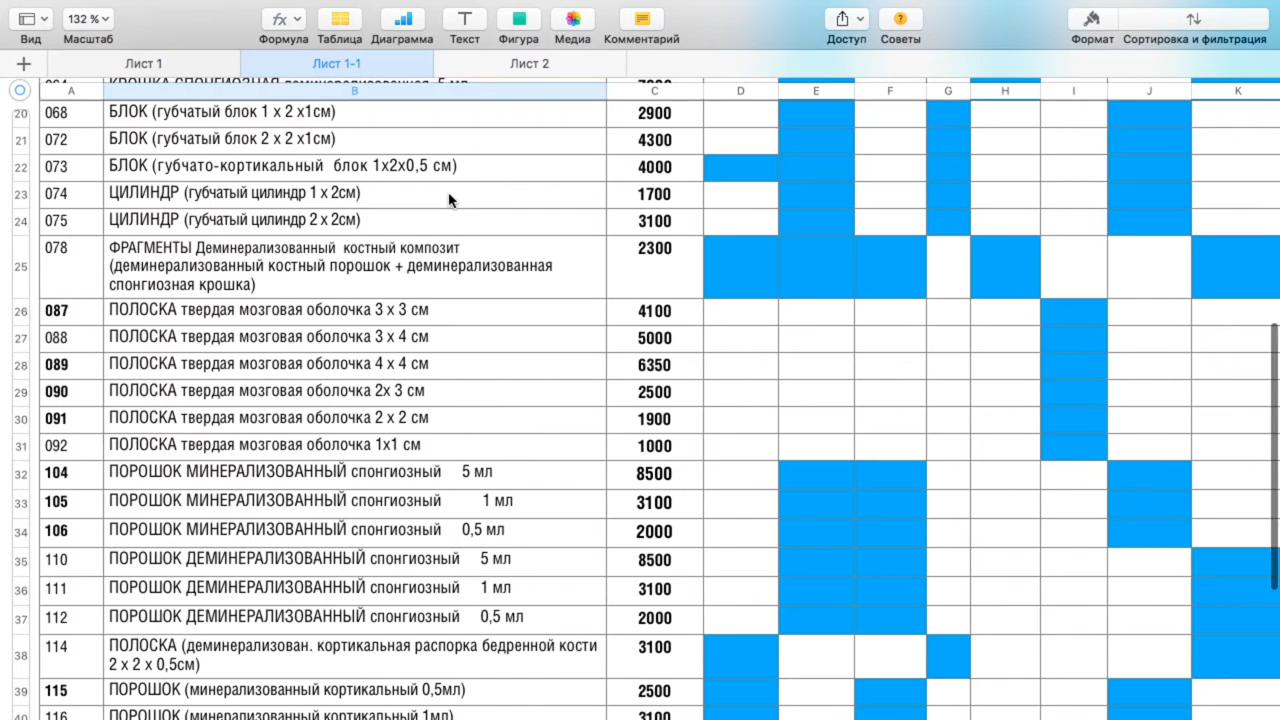 132 %
Вид
Масштаб
Формула
Таблица
Диаграмма
Текст
Фигура
Медиа
Комментарий
Доступ
Советы
Формат
Сортировка и фильтрация
Лист 1
Лист 1-1
Лист 2
A B C D E F G H I J K
20 068 БЛОК (губчатый блок 1 х 2 х1см) 2900
21 072 БЛОК (губчатый блок 2 х 2 х1см) 4300
22 073 БЛОК (губчато-кортикальный блок 1х2х0,5 см) 4000
23 074 ЦИЛИНДР (губчатый цилиндр 1 х 2см) 1700
24 075 ЦИЛИНДР (губчатый цилиндр 2 х 2см) 3100
25 078 ФРАГМЕНТЫ Деминерализованный костный композит 2300
(деминерализованный костный порошок + деминерализованная
спонгиозная крошка)
26 087 ПОЛОСКА твердая мозговая оболочка 3 х 3 см 4100
27 088 ПОЛОСКА твердая мозговая оболочка 3 х 4 см 5000
28 089 ПОЛОСКА твердая мозговая оболочка 4 х 4 см 6350
29 090 ПОЛОСКА твердая мозговая оболочка 2х 3 см 2500
30 091 ПОЛОСКА твердая мозговая оболочка 2 х 2 см 1900
31 092 ПОЛОСКА твердая мозговая оболочка 1х1 см 1000
32 104 ПОРОШОК МИНЕРАЛИЗОВАННЫЙ спонгиозный 5 мл 8500
33 105 ПОРОШОК МИНЕРАЛИЗОВАННЫЙ спонгиозный 1 мл 3100
34 106 ПОРОШОК МИНЕРАЛИЗОВАННЫЙ спонгиозный 0,5 мл 2000
35 110 ПОРОШОК ДЕМИНЕРАЛИЗОВАННЫЙ спонгиозный 5 мл 8500
36 111 ПОРОШОК ДЕМИНЕРАЛИЗОВАННЫЙ спонгиозный 1 мл 3100
37 112 ПОРОШОК ДЕМИНЕРАЛИЗОВАННЫЙ спонгиозный 0,5 мл 2000
38 114 ПОЛОСКА (деминерализован. кортикальная распорка бедренной кости 3100
2 х 2 х 0,5см)
39 115 ПОРОШОК (минерализованный кортикальный 0,5мл) 2500
40 116 ПОРОШОК (минерализованный кортикальный 1мл) 3100